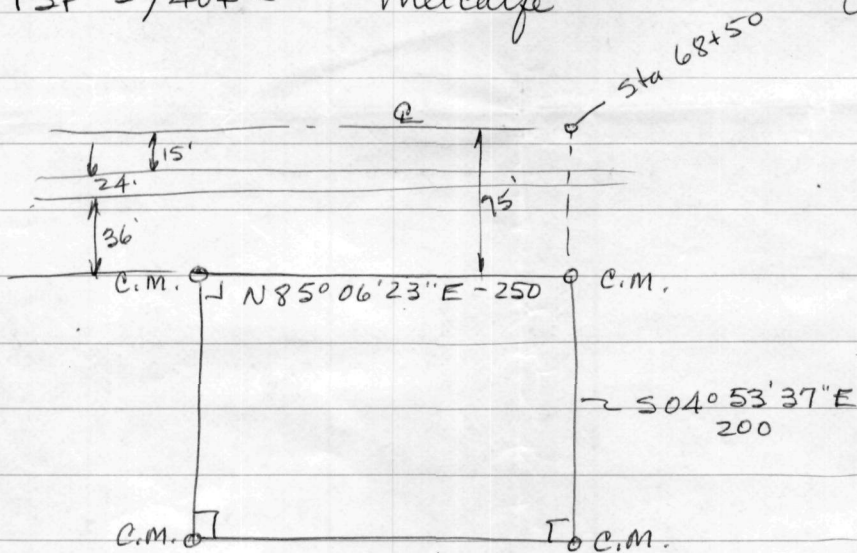 Metcalfe
Sta 68+50
℄
15'
24'
75'
36'
C.M.
N 85° 06' 23" E - 250
C.M.
S 04° 53' 37" E
200
C.M.
C.M.